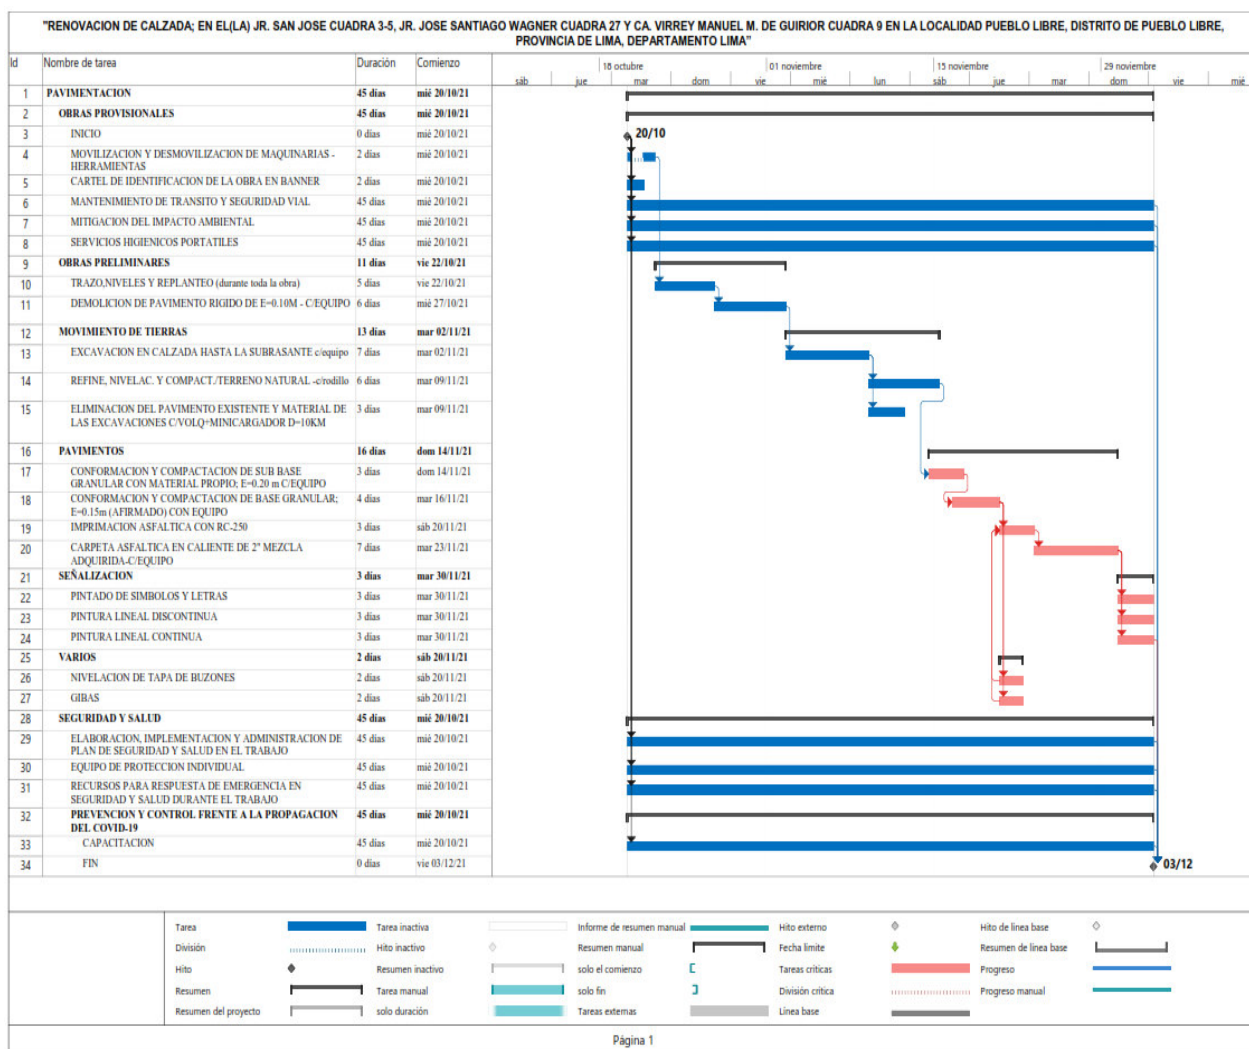 "RENOVACION DE CALZADA; EN EL(LA) JR. SAN JOSE CUADRA 3-5, JR. JOSE SANTIAGO WAGNER CUADRA 27 Y CA. VIRREY MANUEL M. DE GUIRIOR CUADRA 9 EN LA LOCALIDAD PUEBLO LIBRE, DISTRITO DE PUEBLO LIBRE,
PROVINCIA DE LIMA, DEPARTAMENTO LIMA"
Id Nombre de tarea Duración Comienzo
18 octubre 01 noviembre 15 noviembre 29 noviembre
sáb jue mar dom vie mié lun sáb jue mar dom vie mié
1 PAVIMENTACION 45 días mié 20/10/21
2 OBRAS PROVISIONALES 45 días mié 20/10/21
3 INICIO 0 días mié 20/10/21 20/10
4 MOVILIZACION Y DESMOVILIZACION DE MAQUINARIAS - 2 días mié 20/10/21
HERRAMIENTAS
5 CARTEL DE IDENTIFICACION DE LA OBRA EN BANNER 2 días mié 20/10/21
6 MANTENIMIENTO DE TRANSITO Y SEGURIDAD VIAL 45 días mié 20/10/21
7 MITIGACION DEL IMPACTO AMBIENTAL 45 días mié 20/10/21
8 SERVICIOS HIGIENICOS PORTATILES 45 días mié 20/10/21
9 OBRAS PRELIMINARES 11 días vie 22/10/21
10 TRAZO,NIVELES Y REPLANTEO (durante toda la obra) 5 días vie 22/10/21
11 DEMOLICION DE PAVIMENTO RIGIDO DE E=0.10M - C/EQUIPO 6 días mié 27/10/21
12 MOVIMIENTO DE TIERRAS 13 días mar 02/11/21
13 EXCAVACION EN CALZADA HASTA LA SUBRASANTE c/equipo 7 días mar 02/11/21
14 REFINE, NIVELAC. Y COMPACT./TERRENO NATURAL -c/rodillo 6 días mar 09/11/21
15 ELIMINACION DEL PAVIMENTO EXISTENTE Y MATERIAL DE 3 días mar 09/11/21
LAS EXCAVACIONES C/VOLQ+MINICARGADOR D=10KM
16 PAVIMENTOS 16 días dom 14/11/21
17 CONFORMACION Y COMPACTACION DE SUB BASE 3 días dom 14/11/21
GRANULAR CON MATERIAL PROPIO; E=0.20 m C/EQUIPO
18 CONFORMACION Y COMPACTACION DE BASE GRANULAR; 4 días mar 16/11/21
E=0.15m (AFIRMADO) CON EQUIPO
19 IMPRIMACION ASFALTICA CON RC-250 3 días sáb 20/11/21
20 CARPETA ASFALTICA EN CALIENTE DE 2" MEZCLA 7 días mar 23/11/21
ADQUIRIDA-C/EQUIPO
21 SEÑALIZACION 3 días mar 30/11/21
22 PINTADO DE SIMBOLOS Y LETRAS 3 días mar 30/11/21
23 PINTURA LINEAL DISCONTINUA 3 días mar 30/11/21
24 PINTURA LINEAL CONTINUA 3 días mar 30/11/21
25 VARIOS 2 días sáb 20/11/21
26 NIVELACION DE TAPA DE BUZONES 2 días sáb 20/11/21
27 GIBAS 2 días sáb 20/11/21
28 SEGURIDAD Y SALUD 45 días mié 20/10/21
29 ELABORACION, IMPLEMENTACION Y ADMINISTRACION DE 45 días mié 20/10/21
PLAN DE SEGURIDAD Y SALUD EN EL TRABAJO
30 EQUIPO DE PROTECCION INDIVIDUAL 45 días mié 20/10/21
31 RECURSOS PARA RESPUESTA DE EMERGENCIA EN 45 días mié 20/10/21
SEGURIDAD Y SALUD DURANTE EL TRABAJO
32 PREVENCION Y CONTROL FRENTE A LA PROPAGACION 45 días mié 20/10/21
DEL COVID-19
33 CAPACITACION 45 días mié 20/10/21
34 FIN 0 días vie 03/12/21 03/12
Tarea Tarea inactiva Informe de resumen manual Hito externo Hito de línea base
División Hito inactivo Resumen manual Fecha límite Resumen de línea base
Hito Resumen inactivo solo el comienzo Tareas críticas Progreso
Resumen Tarea manual solo fin División crítica Progreso manual
Resumen del proyecto solo duración Tareas externas Línea base
Página 1